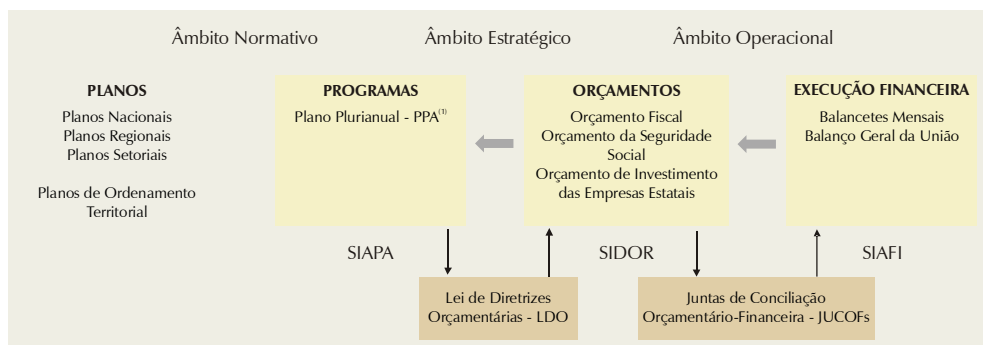 Âmbito Normativo
Âmbito Estratégico
Âmbito Operacional
PLANOS
Planos Nacionais
Planos Regionais
Planos Setoriais
Planos de Ordenamento
Territorial
PROGRAMAS
Plano Plurianual - PPA(1)
ORÇAMENTOS
Orçamento Fiscal
Orçamento da Seguridade
Social
Orçamento de Investimento
das Empresas Estatais
EXECUÇÃO FINANCEIRA
Balancetes Mensais
Balanço Geral da União
SIAPA
SIDOR
SIAFI
Lei de Diretrizes
Orçamentárias - LDO
Juntas de Conciliação
Orçamentário-Financeira - JUCOFs